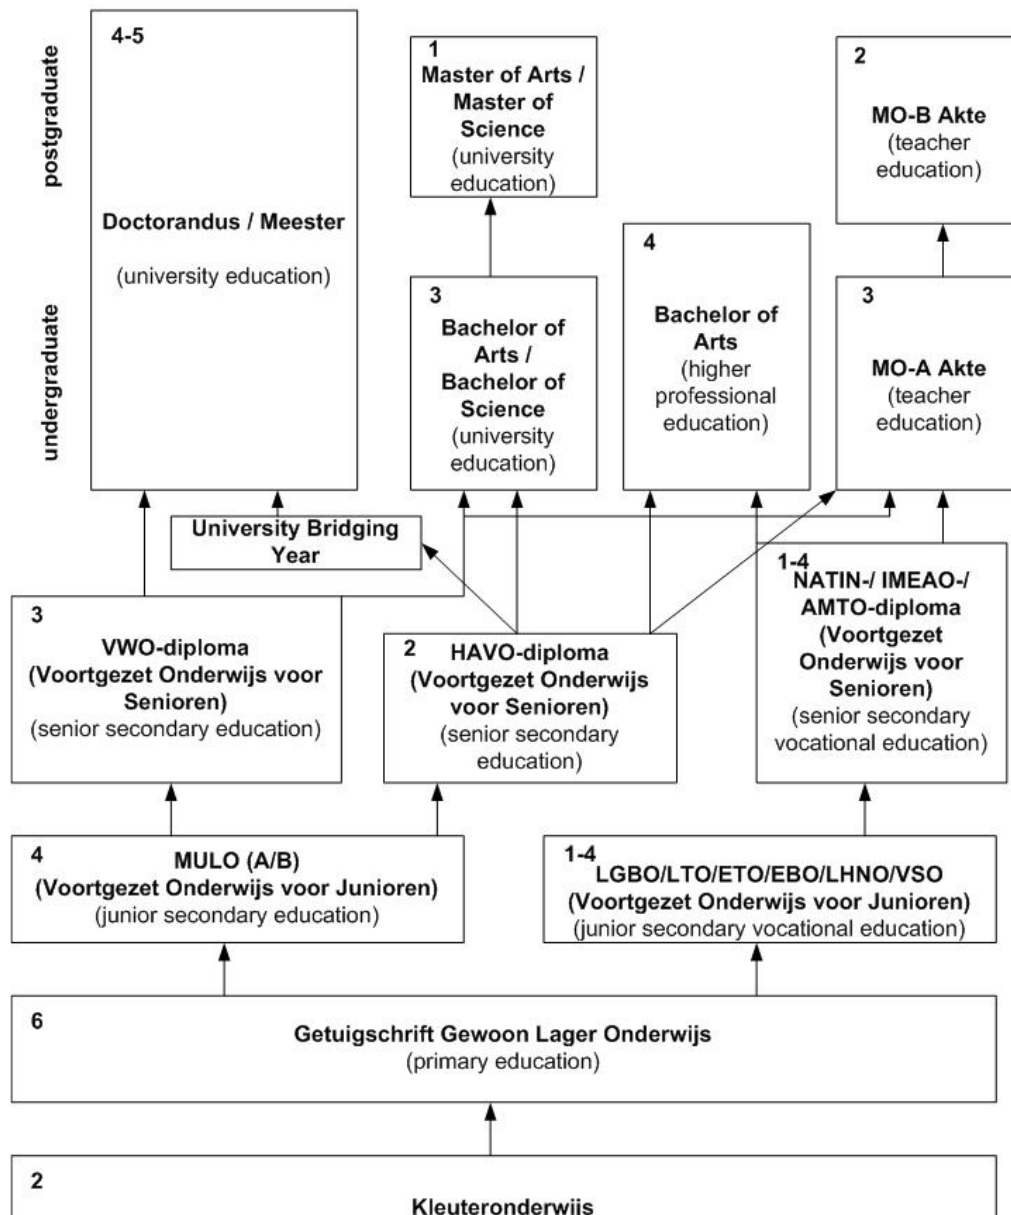 postgraduate
undergraduate
4-5
Doctorandus / Meester
(university education)
1
Master of Arts /
Master of
Science
(university
education)
2
MO-B Akte
(teacher
education)
3
Bachelor of
Arts /
Bachelor of
Science
(university
education)
4
Bachelor of
Arts
(higher
professional
education)
3
MO-A Akte
(teacher
education)
University Bridging
Year
3
VWO-diploma
(Voortgezet Onderwijs voor
Senioren)
(senior secondary education)
2
HAVO-diploma
(Voortgezet Onderwijs
voor Senioren)
(senior secondary
education)
1-4
NATIN-/ IMEAO-/
AMTO-diploma
(Voortgezet
Onderwijs voor
Senioren)
(senior secondary
vocational education)
4
MULO (A/B)
(Voortgezet Onderwijs voor Junioren)
(junior secondary education)
1-4
LGBO/LTO/ETO/EBO/LHNO/VSO
(Voortgezet Onderwijs voor Junioren)
(junior secondary vocational education)
6
Getuigschrift Gewoon Lager Onderwijs
(primary education)
2
Kleuteronderwijs